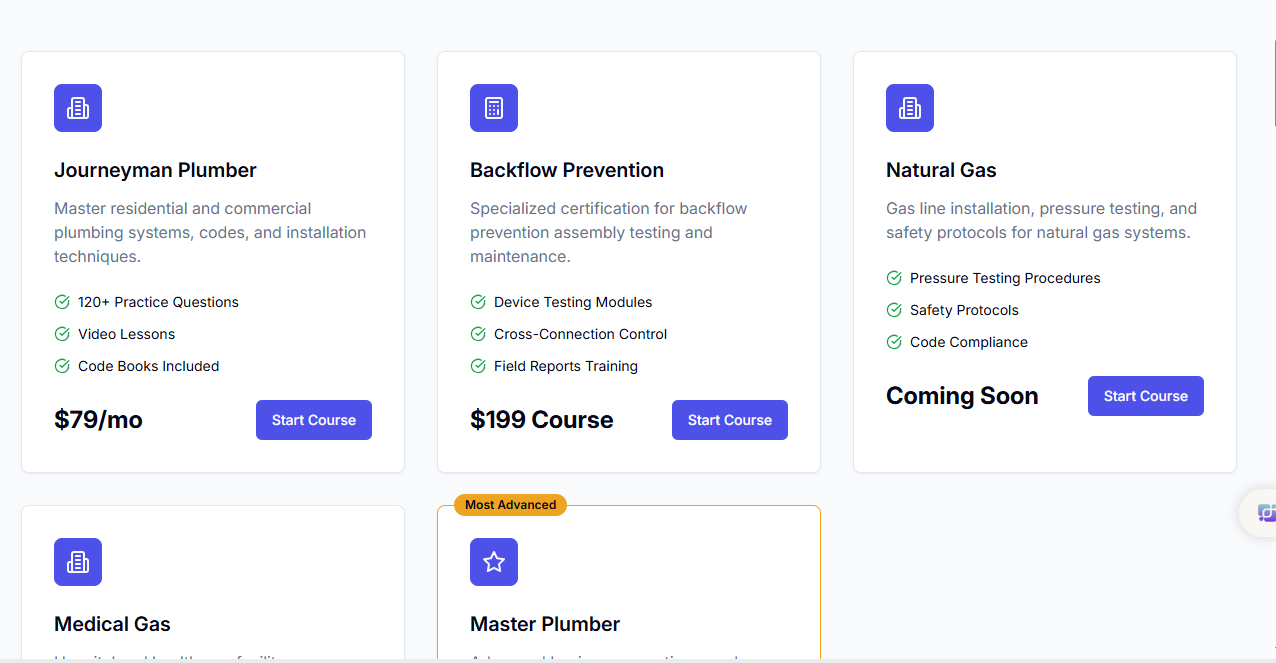 Journeyman Plumber
Master residential and commercial
plumbing systems, codes, and installation
techniques.
120+ Practice Questions
Video Lessons
Code Books Included
$79/mo
Start Course
Backflow Prevention
Specialized certification for backflow
prevention assembly testing and
maintenance.
Device Testing Modules
Cross-Connection Control
Field Reports Training
$199 Course
Start Course
Natural Gas
Gas line installation, pressure testing, and
safety protocols for natural gas systems.
Pressure Testing Procedures
Safety Protocols
Code Compliance
Coming Soon
Start Course
Medical Gas
Most Advanced
Master Plumber